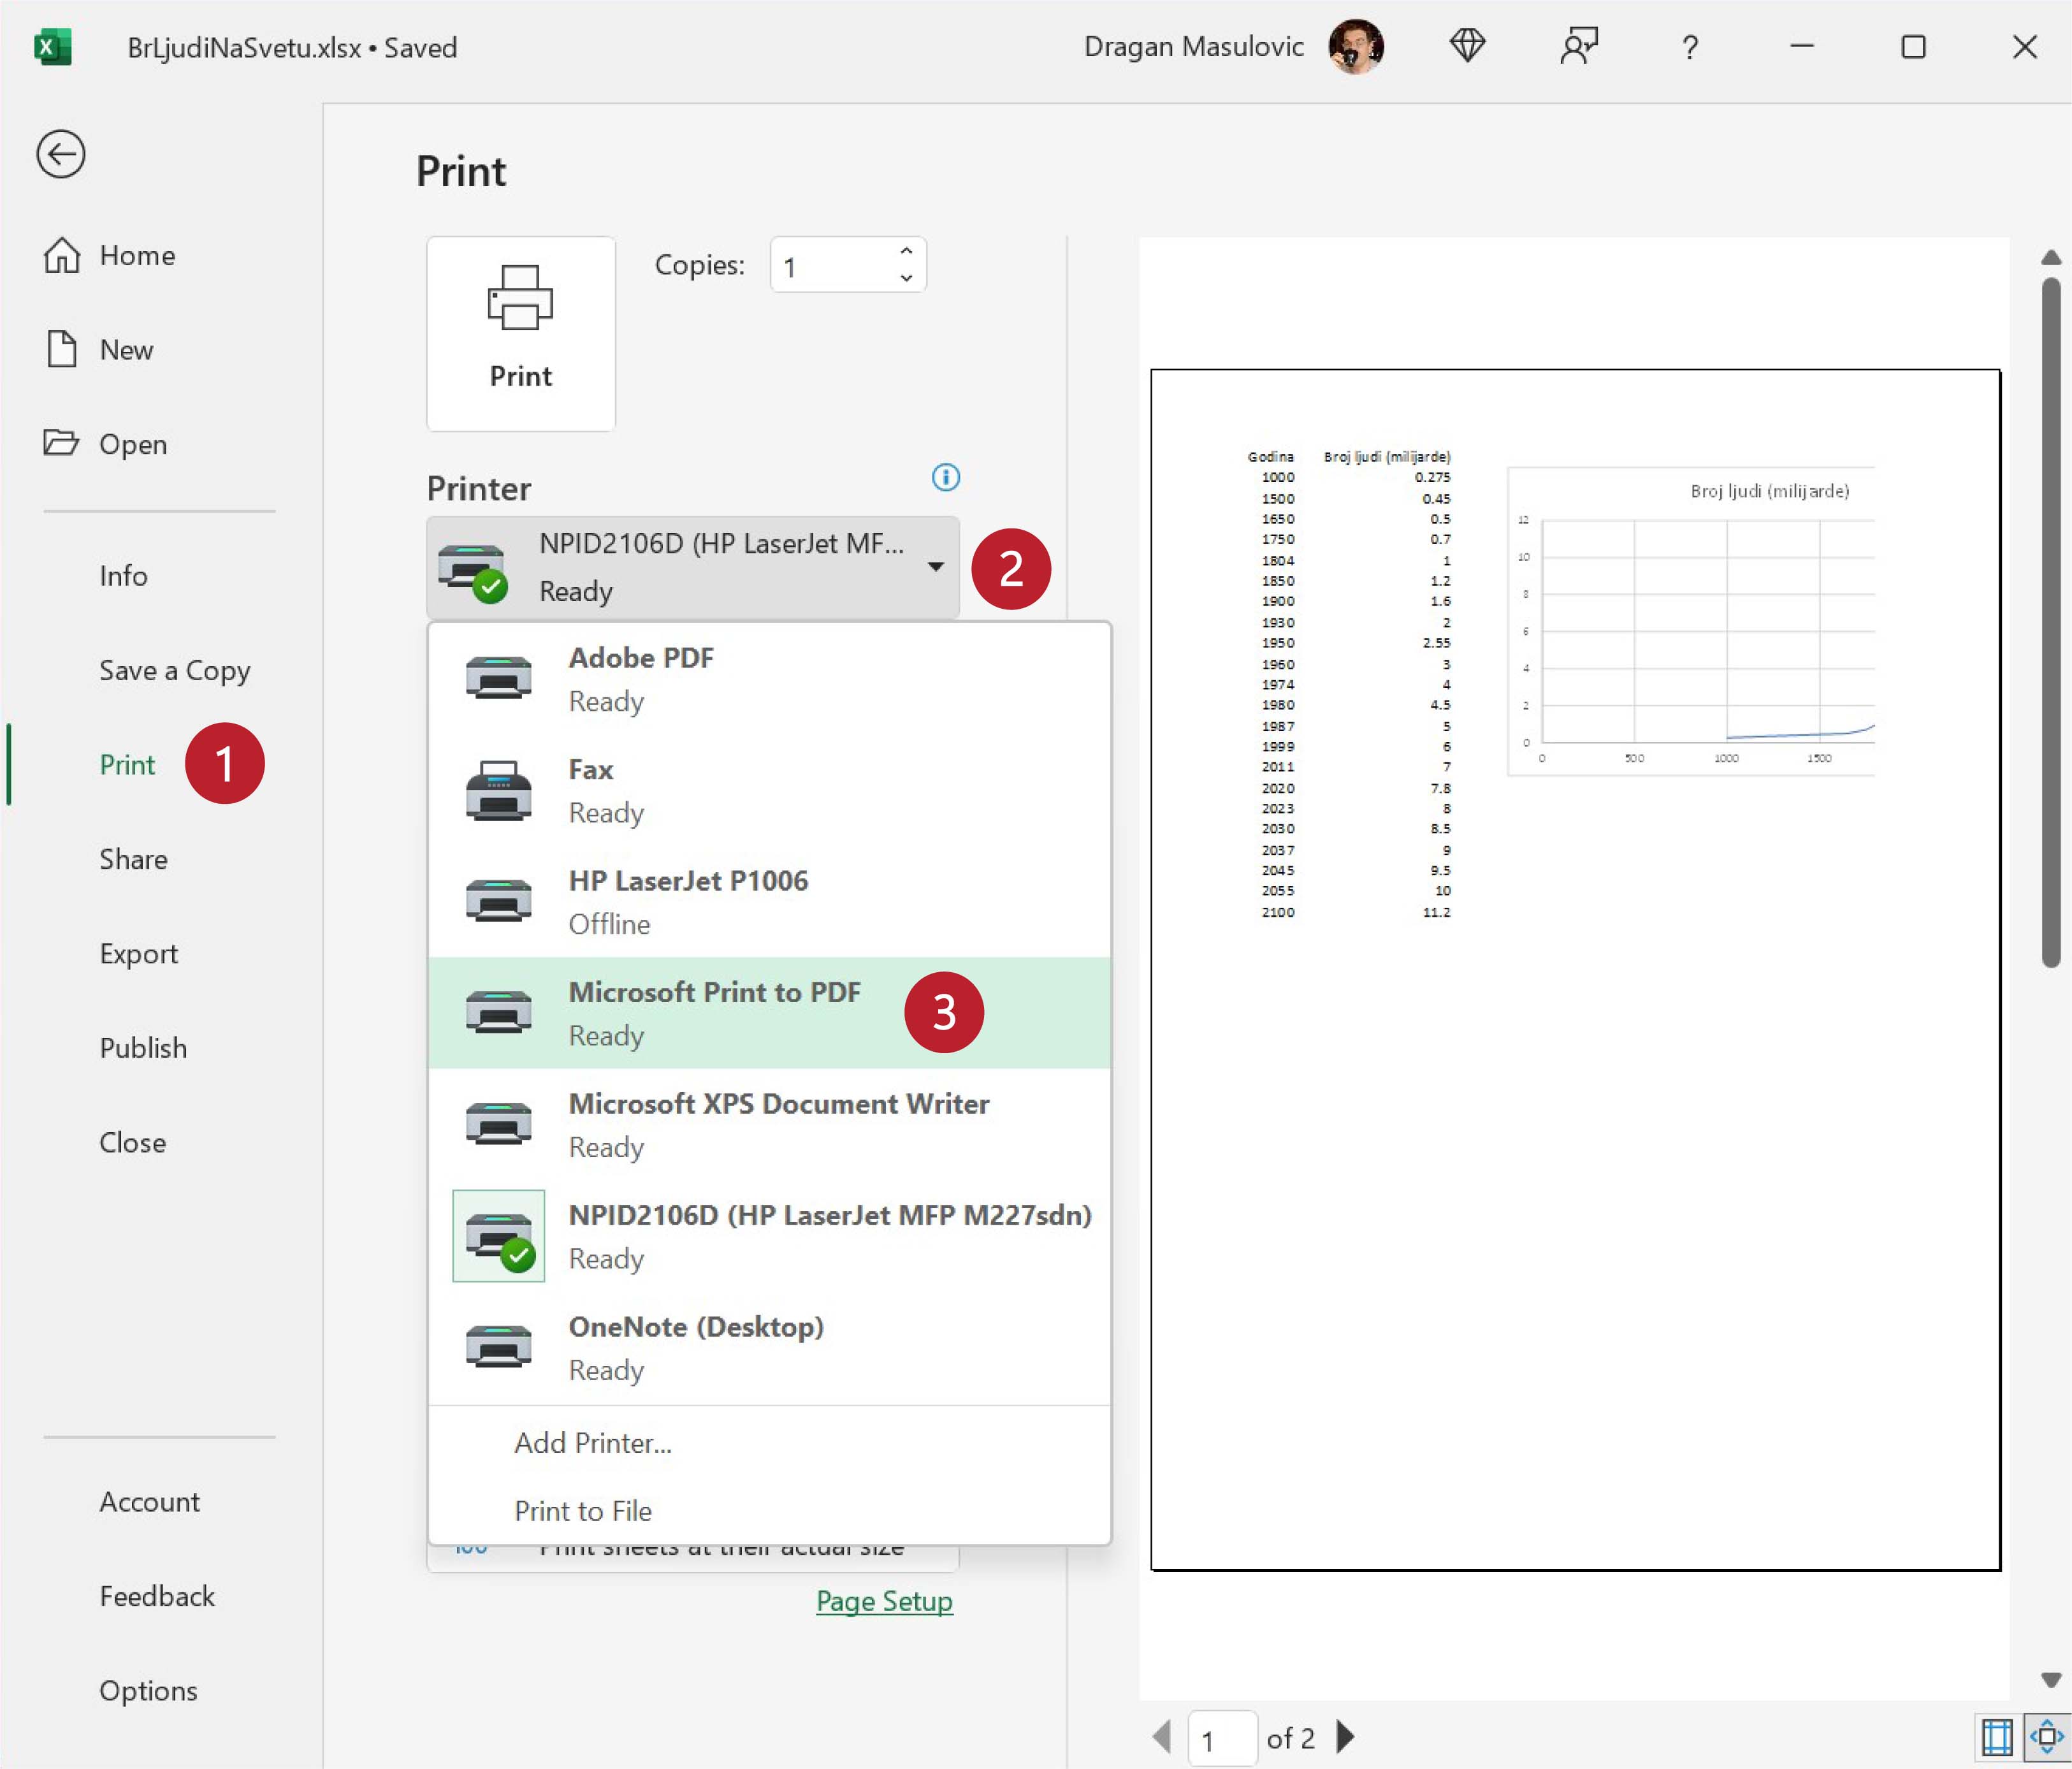 BrLjudiNaSvetu.xlsx • Saved
Dragan Masulovic
?
Home
New
Open
Info
Save a Copy
Print
1
Share
Export
Publish
Close
Account
Feedback
Options
Print
Print
Copies:
1
Printer
NPID2106D (HP LaserJet MF...
Ready
2
Adobe PDF
Ready
Fax
Ready
HP LaserJet P1006
Offline
Microsoft Print to PDF
Ready
3
Microsoft XPS Document Writer
Ready
NPID2106D (HP LaserJet MFP M227sdn)
Ready
OneNote (Desktop)
Ready
Add Printer...
Print to File
100
Print sheets at their actual size
Page Setup
Godina Broj ljudi (milijarde)
1000 0.275
1500 0.45
1650 0.5
1750 0.7
1804 1
1850 1.2
1900 1.6
1930 2
1950 2.55
1960 3
1974 4
1980 4.5
1987 5
1999 6
2011 7
2020 7.8
2023 8
2030 8.5
2037 9
2045 9.5
2055 10
2100 11.2
Broj ljudi (milijarde)
12
10
8
6
4
2
0
0 500 1000 1500
1 of 2